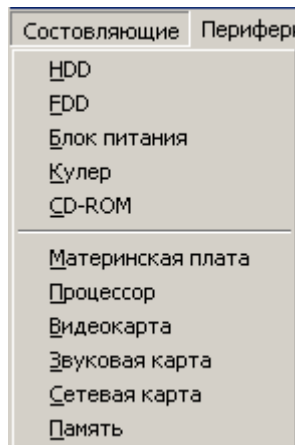 Состовляющие Перифер
HDD
FDD
Блок питания
Кулер
CD-ROM
Материнская плата
Процессор
Видеокарта
Звуковая карта
Сетевая карта
Память